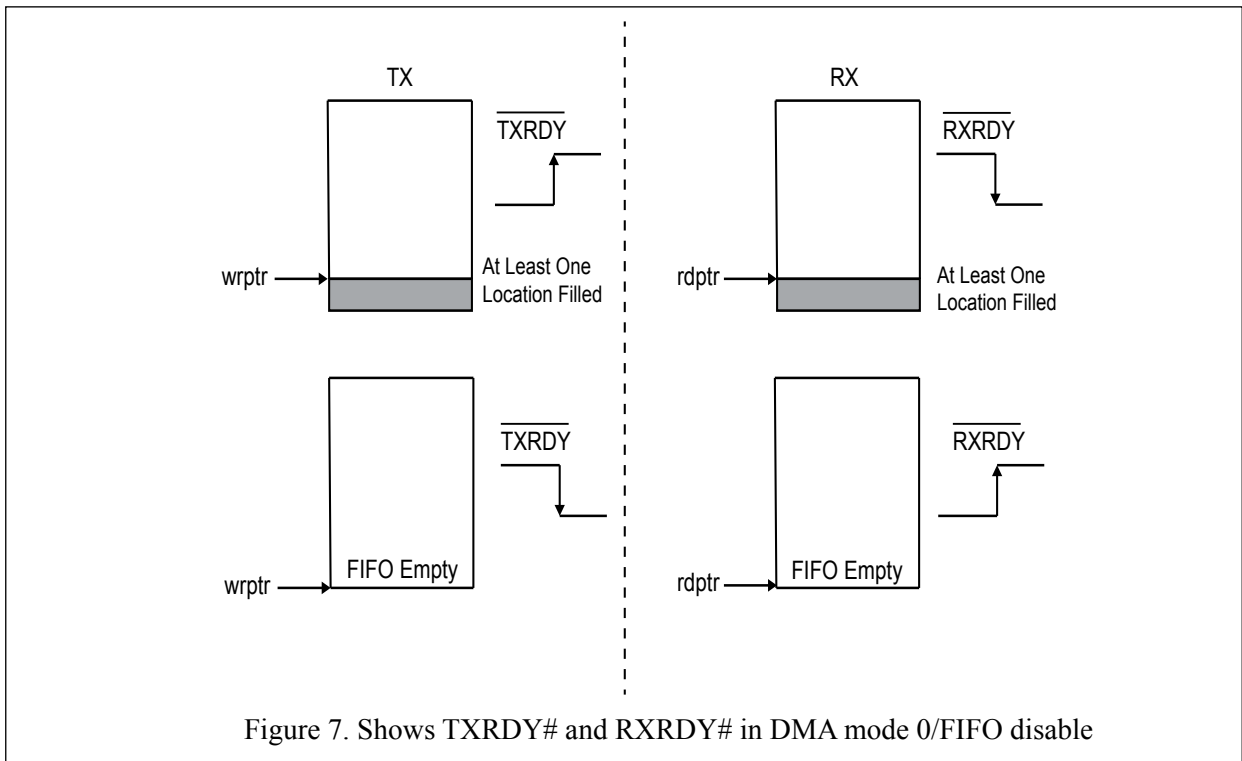 TX
TXRDY
wrptr
At Least One
Location Filled
TXRDY
FIFO Empty
wrptr
RX
RXRDY
rdptr
At Least One
Location Filled
RXRDY
FIFO Empty
rdptr
Figure 7. Shows TXRDY# and RXRDY# in DMA mode 0/FIFO disable